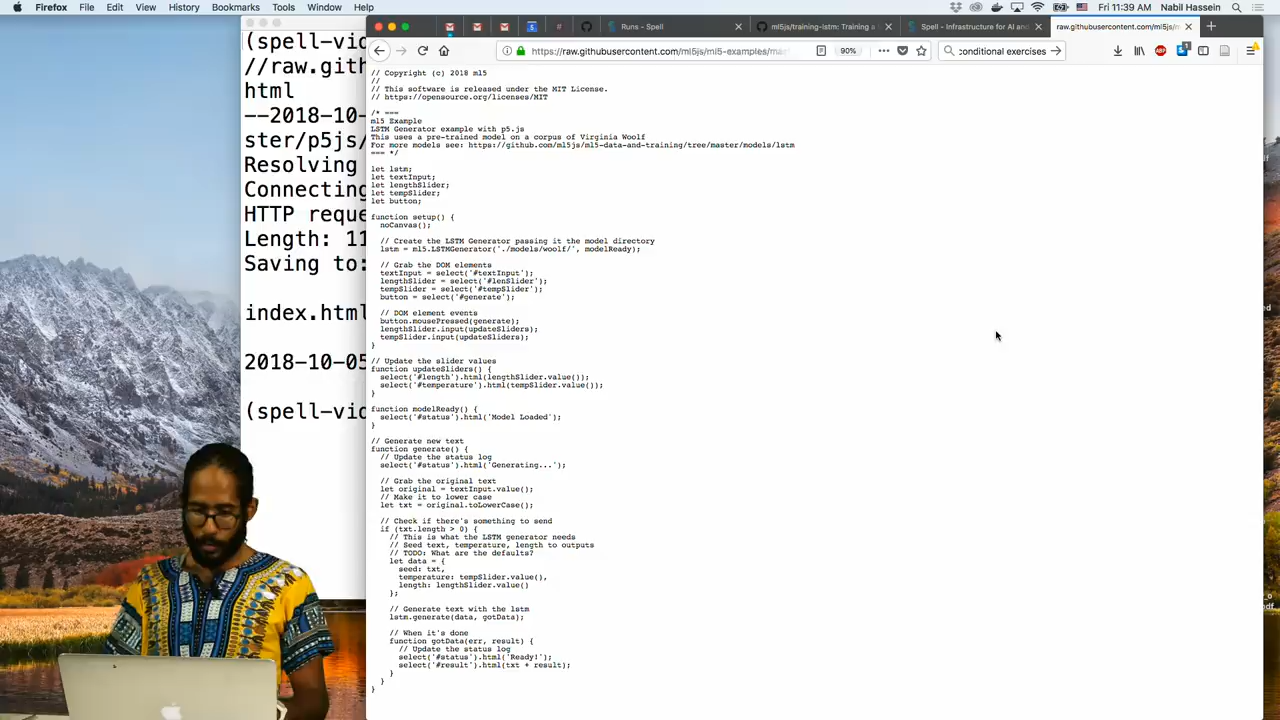 Firefox File Edit View History Bookmarks Tools Window Help
Fri 11:39 AM Nabil Hassein
Runs - Spell
ml5js/training-lstm: Training a
Spell - Infrastructure for AI and
raw.githubusercontent.com/ml5js/m
https://raw.githubusercontent.com/ml5js/ml5-examples/mas
90%
conditional exercises
(spell-vid
//raw.gith
html
--2018-10-
ster/p5js/
Resolving
Connecting
HTTP reque
Length: 11
Saving to:
index.html
2018-10-05
(spell-vid
// Copyright (c) 2018 ml5
//
// This software is released under the MIT License.
// https://opensource.org/licenses/MIT
/* ===
ml5 Example
LSTM Generator example with p5.js
This uses a pre-trained model on a corpus of Virginia Woolf
For more models see: https://github.com/ml5js/ml5-data-and-training/tree/master/models/lstm
=== */
let lstm;
let textInput;
let lengthSlider;
let tempSlider;
let button;
function setup() {
noCanvas();
// Create the LSTM Generator passing it the model directory
lstm = ml5.LSTMGenerator('./models/woolf/', modelReady);
// Grab the DOM elements
textInput = select('#textInput');
lengthSlider = select('#lenSlider');
tempSlider = select('#tempSlider');
button = select('#generate');
// DOM element events
button.mousePressed(generate);
lengthSlider.input(updateSliders);
tempSlider.input(updateSliders);
}
// Update the slider values
function updateSliders() {
select('#length').html(lengthSlider.value());
select('#temperature').html(tempSlider.value());
}
function modelReady() {
select('#status').html('Model Loaded');
}
// Generate new text
function generate() {
// Update the status log
select('#status').html('Generating...');
// Grab the original text
let original = textInput.value();
// Make it to lower case
let txt = original.toLowerCase();
// Check if there's something to send
if (txt.length > 0) {
// This is what the LSTM generator needs
// Seed text, temperature, length to outputs
// TODO: What are the defaults?
let data = {
seed: txt,
temperature: tempSlider.value(),
length: lengthSlider.value()
};
// Generate text with the lstm
lstm.generate(data, gotData);
// When it's done
function gotData(err, result) {
// Update the status log
select('#status').html('Ready!');
select('#result').html(txt + result);
}
}
}